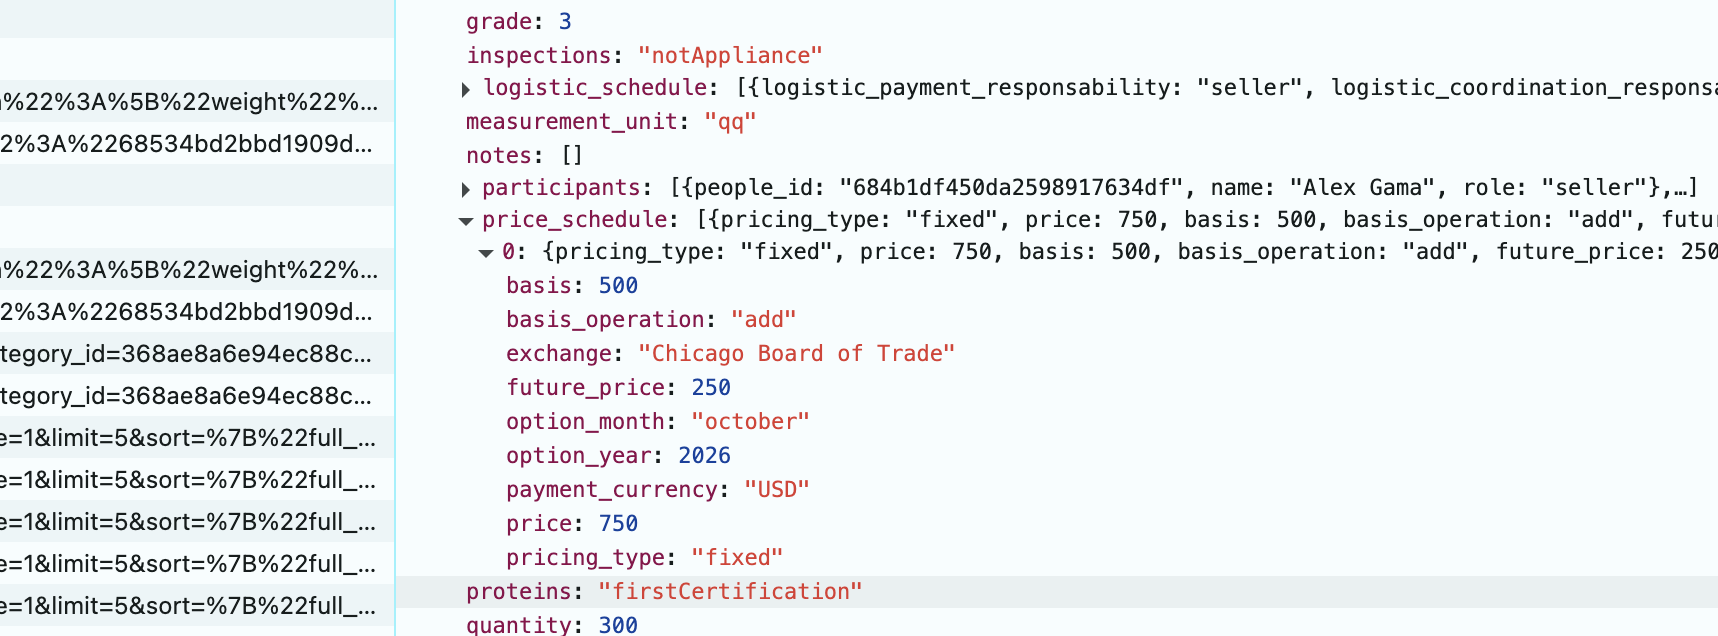 %22%3A%5B%22weight%22%...
2%3A%2268534bd2bbd1909d...
%22%3A%5B%22weight%22%...
2%3A%2268534bd2bbd1909d...
tegory_id=368ae8a6e94ec88c...
tegory_id=368ae8a6e94ec88c...
e=1&limit=5&sort=%7B%22full_...
e=1&limit=5&sort=%7B%22full_...
e=1&limit=5&sort=%7B%22full_...
e=1&limit=5&sort=%7B%22full_...
e=1&limit=5&sort=%7B%22full_...
grade: 3
inspections: "notAppliance"
logistic_schedule: [{logistic_payment_responsability: "seller", logistic_coordination_responsa
measurement_unit: "qq"
notes: []
participants: [{people_id: "684b1df450da2598917634df", name: "Alex Gama", role: "seller"},…]
price_schedule: [{pricing_type: "fixed", price: 750, basis: 500, basis_operation: "add", futur
0: {pricing_type: "fixed", price: 750, basis: 500, basis_operation: "add", future_price: 250
basis: 500
basis_operation: "add"
exchange: "Chicago Board of Trade"
future_price: 250
option_month: "october"
option_year: 2026
payment_currency: "USD"
price: 750
pricing_type: "fixed"
proteins: "firstCertification"
quantity: 300